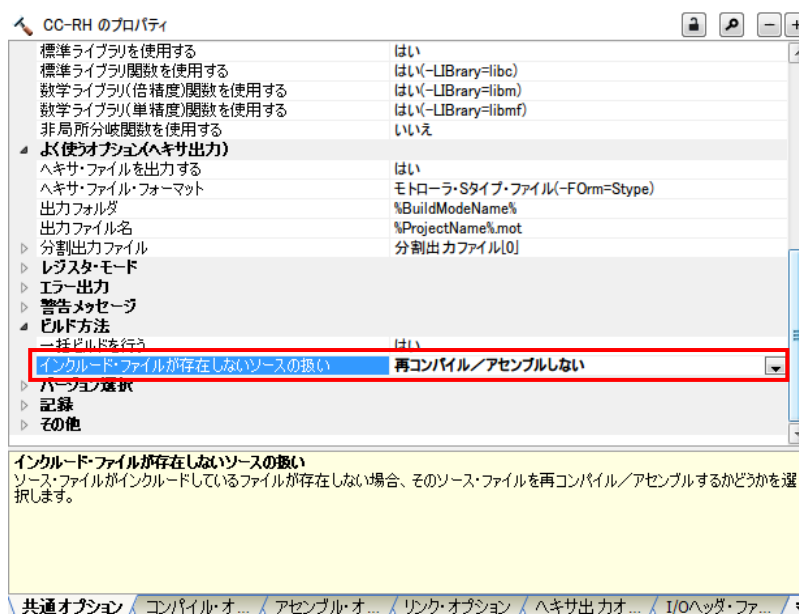 CC-RH のプロパティ
標準ライブラリを使用する はい
標準ライブラリ関数を使用する はい(-LIBrary=libc)
数学ライブラリ(倍精度)関数を使用する はい(-LIBrary=libm)
数学ライブラリ(単精度)関数を使用する はい(-LIBrary=libmf)
非局所分岐関数を使用する いいえ
よく使うオプション(ヘキサ出力)
ヘキサ・ファイルを出力する はい
ヘキサ・ファイル・フォーマット モトローラ・Sタイプ・ファイル(-FOrm=Stype)
出力フォルダ %BuildModeName%
出力ファイル名 %ProjectName%.mot
分割出力ファイル 分割出力ファイル[0]
レジスタ・モード
エラー出力
警告メッセージ
ビルド方法
一括ビルドを行う はい
インクルード・ファイルが存在しないソースの扱い 再コンパイル／アセンブルしない
バージョン選択
記録
その他
インクルード・ファイルが存在しないソースの扱い
ソース・ファイルがインクルードしているファイルが存在しない場合、そのソース・ファイルを再コンパイル／アセンブルするかどうかを選
択します。
共通オプション コンパイル・オ... アセンブル・オ... リンク・オプション ヘキサ出力オ... I/Oヘッダ・ファ...